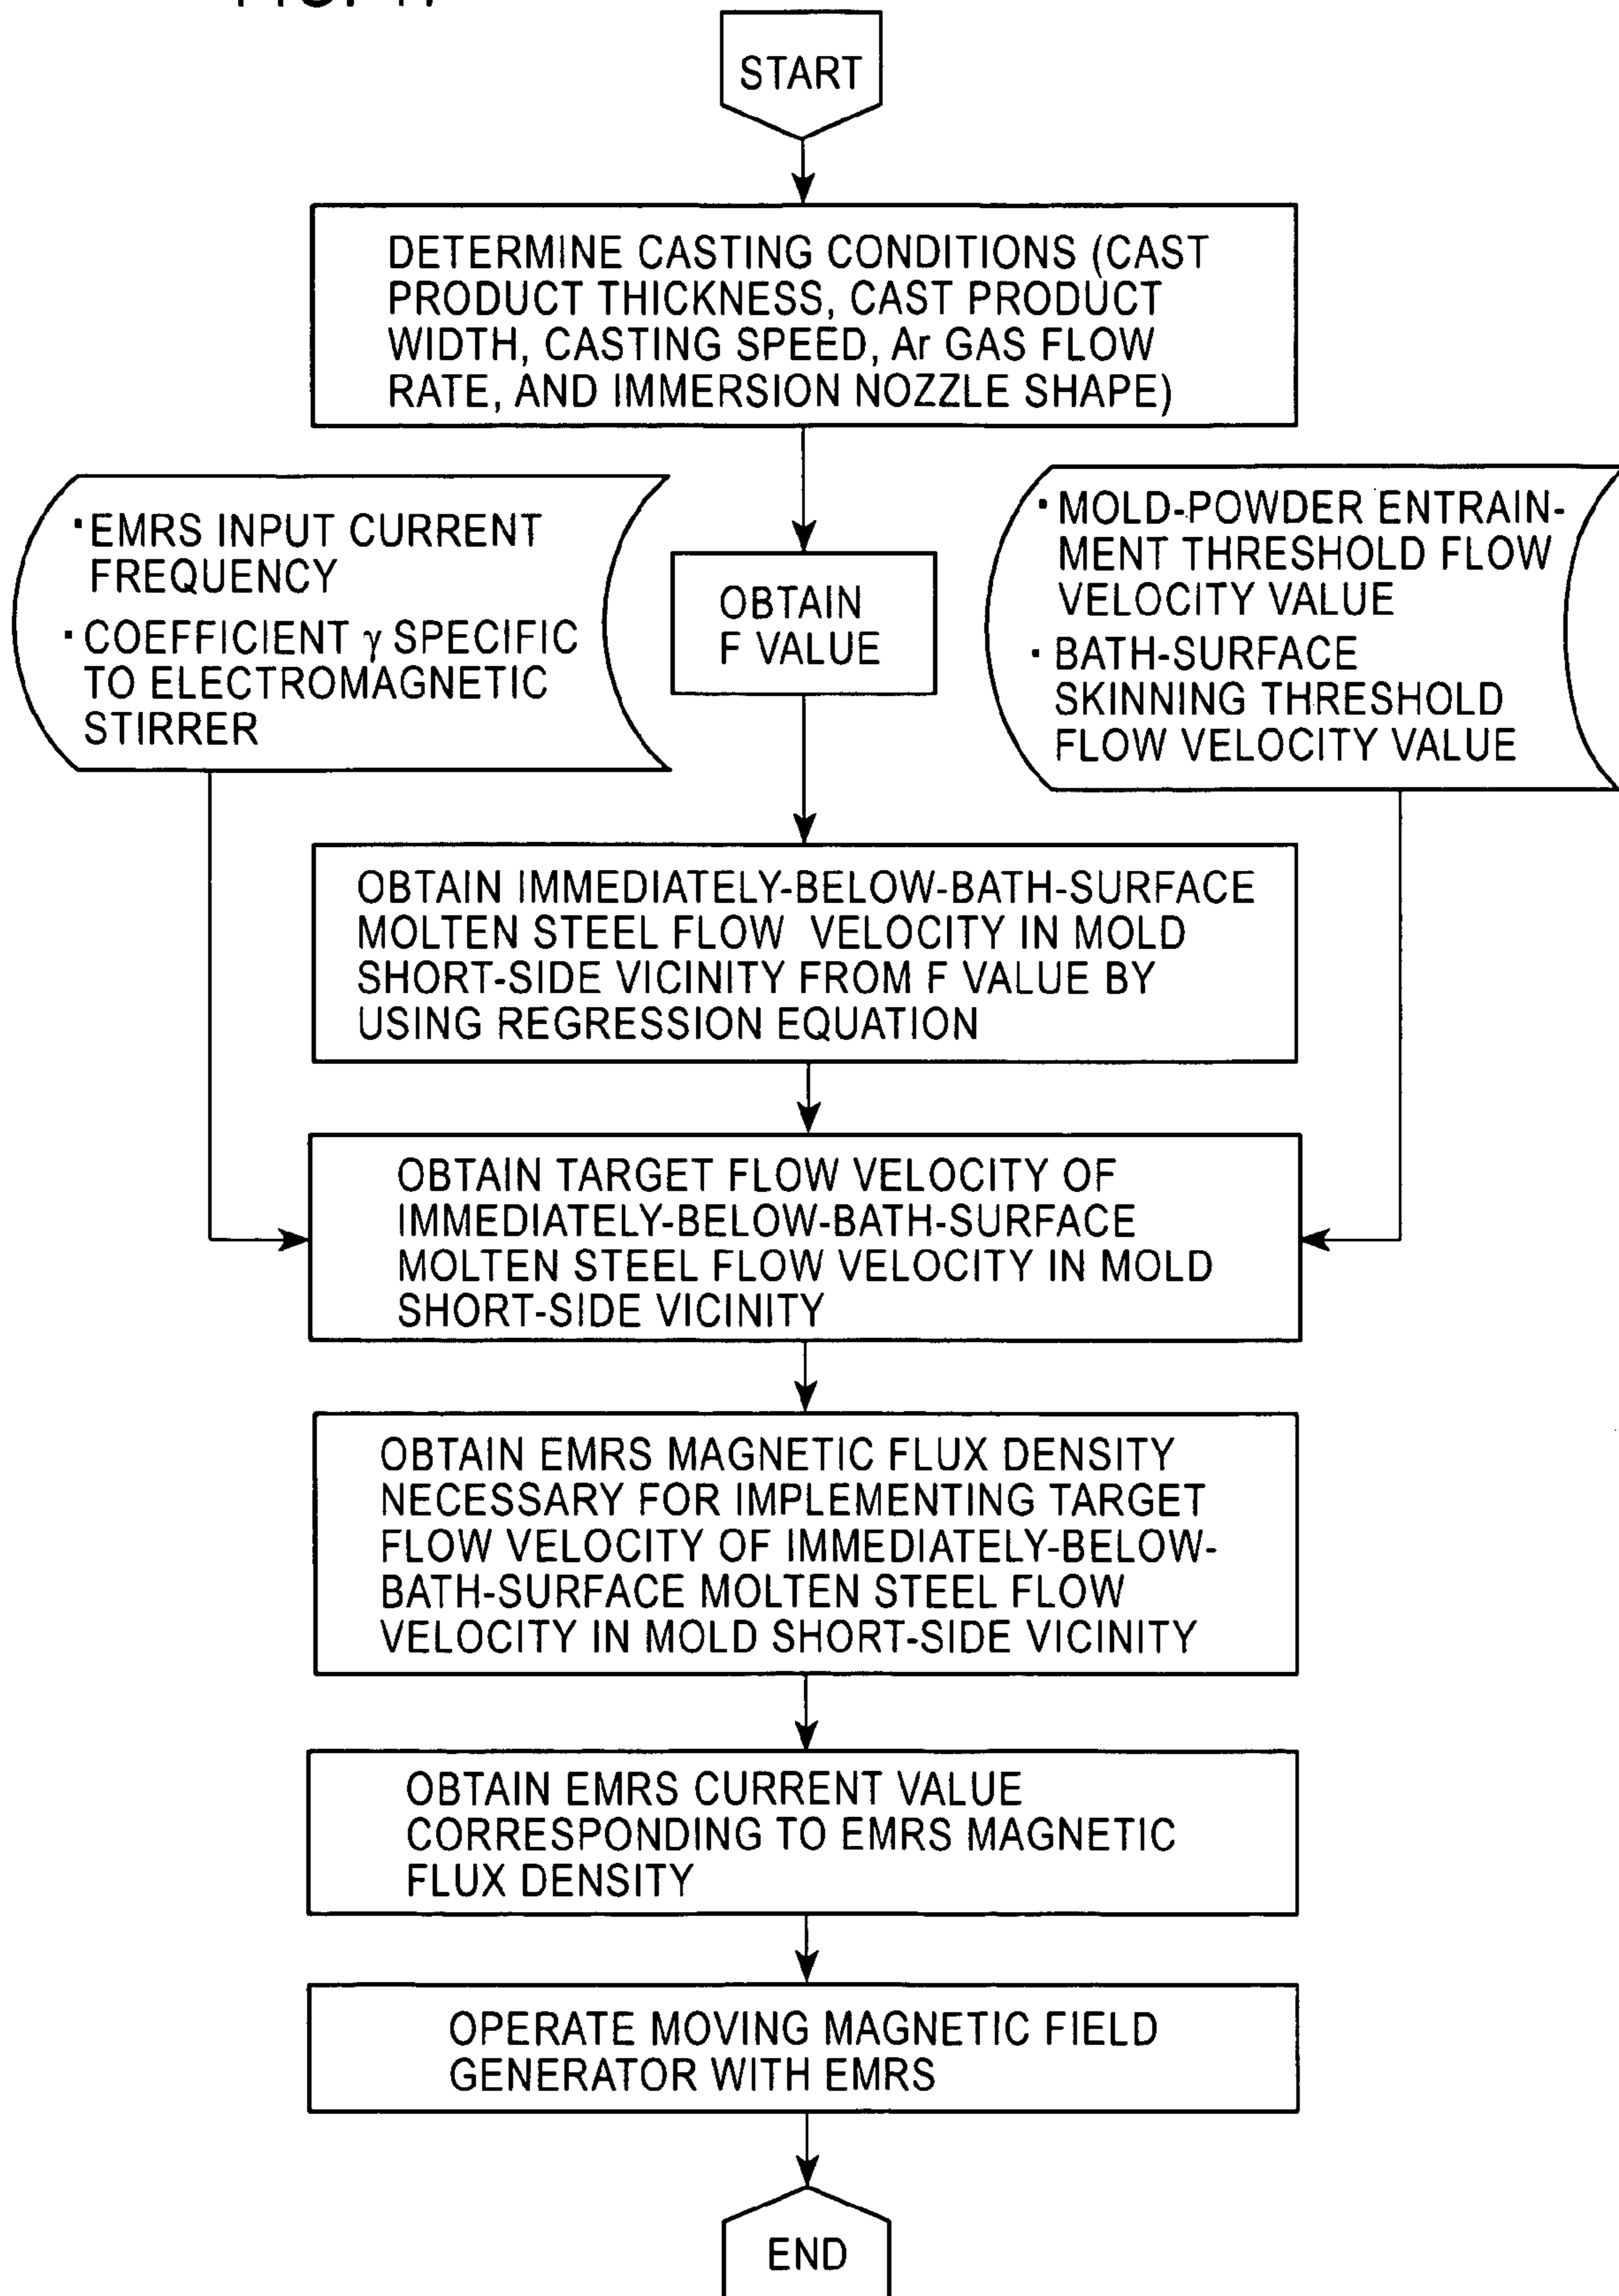 START
DETERMINE CASTING CONDITIONS (CAST
PRODUCT THICKNESS, CAST PRODUCT
WIDTH, CASTING SPEED, Ar GAS FLOW
RATE, AND IMMERSION NOZZLE SHAPE)
· EMRS INPUT CURRENT
FREQUENCY
· COEFFICIENT γ SPECIFIC
TO ELECTROMAGNETIC
STIRRER
OBTAIN
F VALUE
· MOLD-POWDER ENTRAIN-
MENT THRESHOLD FLOW
VELOCITY VALUE
· BATH-SURFACE
SKINNING THRESHOLD
FLOW VELOCITY VALUE
OBTAIN IMMEDIATELY-BELOW-BATH-SURFACE
MOLTEN STEEL FLOW VELOCITY IN MOLD
SHORT-SIDE VICINITY FROM F VALUE BY
USING REGRESSION EQUATION
OBTAIN TARGET FLOW VELOCITY OF
IMMEDIATELY-BELOW-BATH-SURFACE
MOLTEN STEEL FLOW VELOCITY IN MOLD
SHORT-SIDE VICINITY
OBTAIN EMRS MAGNETIC FLUX DENSITY
NECESSARY FOR IMPLEMENTING TARGET
FLOW VELOCITY OF IMMEDIATELY-BELOW-
BATH-SURFACE MOLTEN STEEL FLOW
VELOCITY IN MOLD SHORT-SIDE VICINITY
OBTAIN EMRS CURRENT VALUE
CORRESPONDING TO EMRS MAGNETIC
FLUX DENSITY
OPERATE MOVING MAGNETIC FIELD
GENERATOR WITH EMRS
END